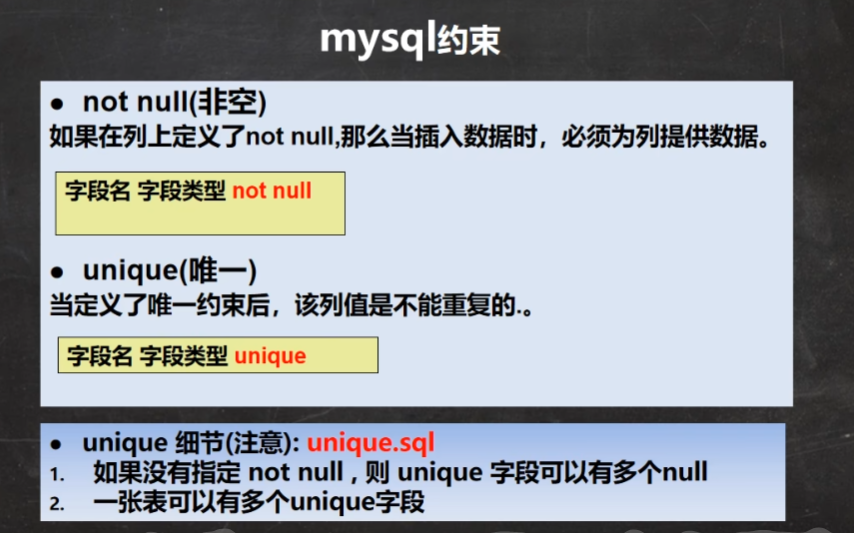 mysql约束
● not null(非空)
如果在列上定义了not null,那么当插入数据时，必须为列提供数据。
字段名 字段类型 not null
● unique(唯一)
当定义了唯一约束后，该列值是不能重复的.。
字段名 字段类型 unique
● unique 细节(注意): unique.sql
1. 如果没有指定 not null , 则 unique 字段可以有多个null
2. 一张表可以有多个unique字段